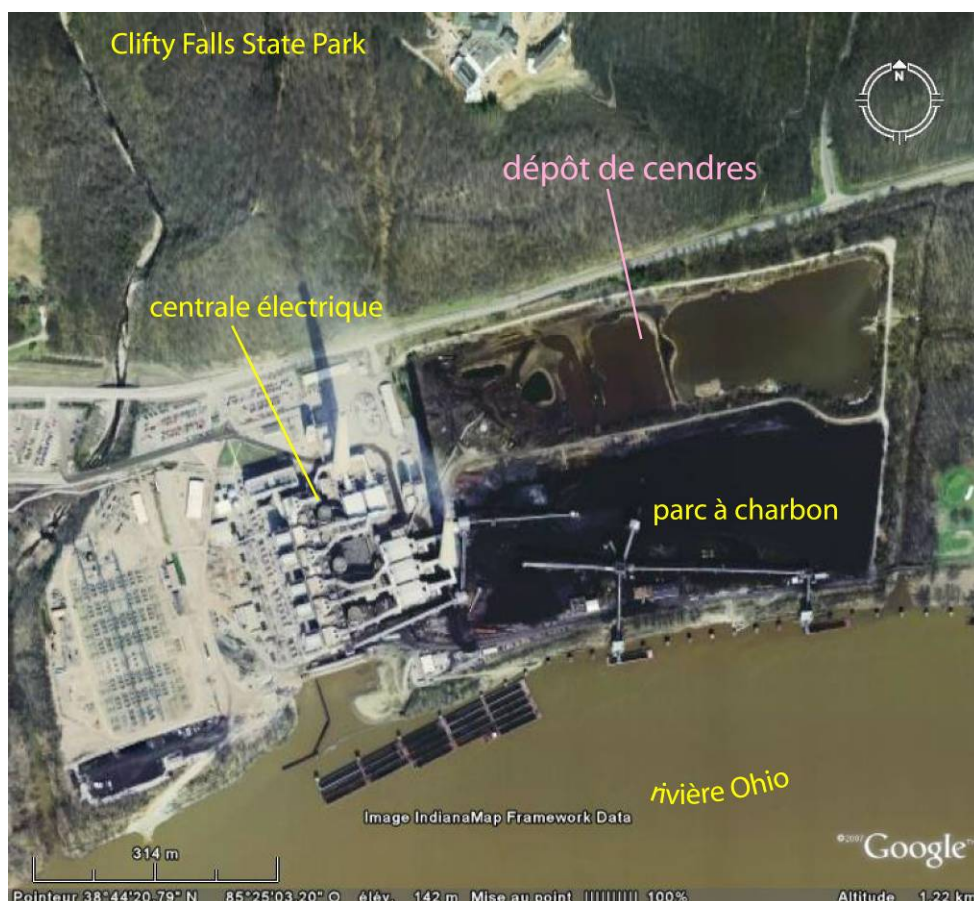 Clifty Falls State Park
N
dépôt de cendres
centrale électrique
parc à charbon
rivière Ohio
Image IndianaMap Framework Data
©2007 Google™
314 m
Pointeur 38°44'20.79" N 85°25'03.20" O élév. 142 m Mise au point |||||||||| 100% Altitude 1.22 km